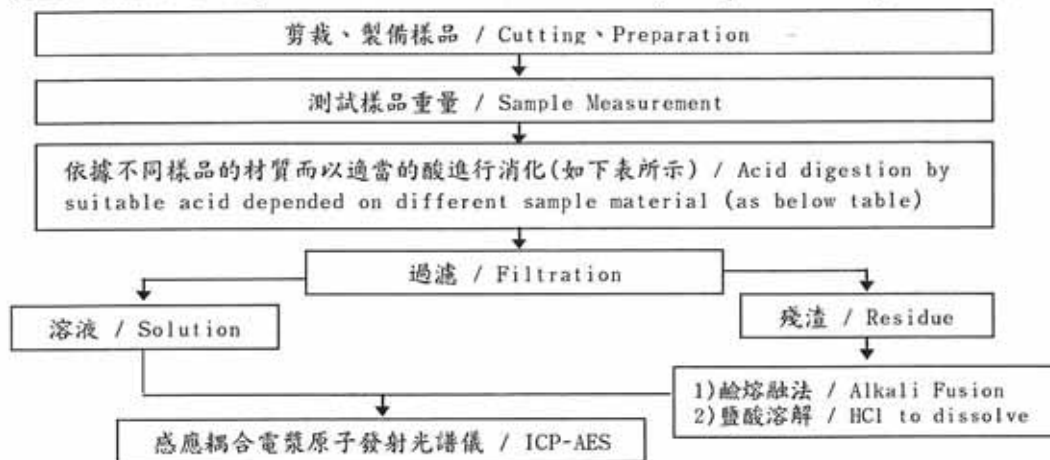 剪裁、製備樣品 / Cutting、Preparation
測試樣品重量 / Sample Measurement
依據不同樣品的材質而以適當的酸進行消化(如下表所示) / Acid digestion by
suitable acid depended on different sample material (as below table)
過濾 / Filtration
溶液 / Solution
殘渣 / Residue
1)鹼熔融法 / Alkali Fusion
2)鹽酸溶解 / HCl to dissolve
感應耦合電漿原子發射光譜儀 / ICP-AES